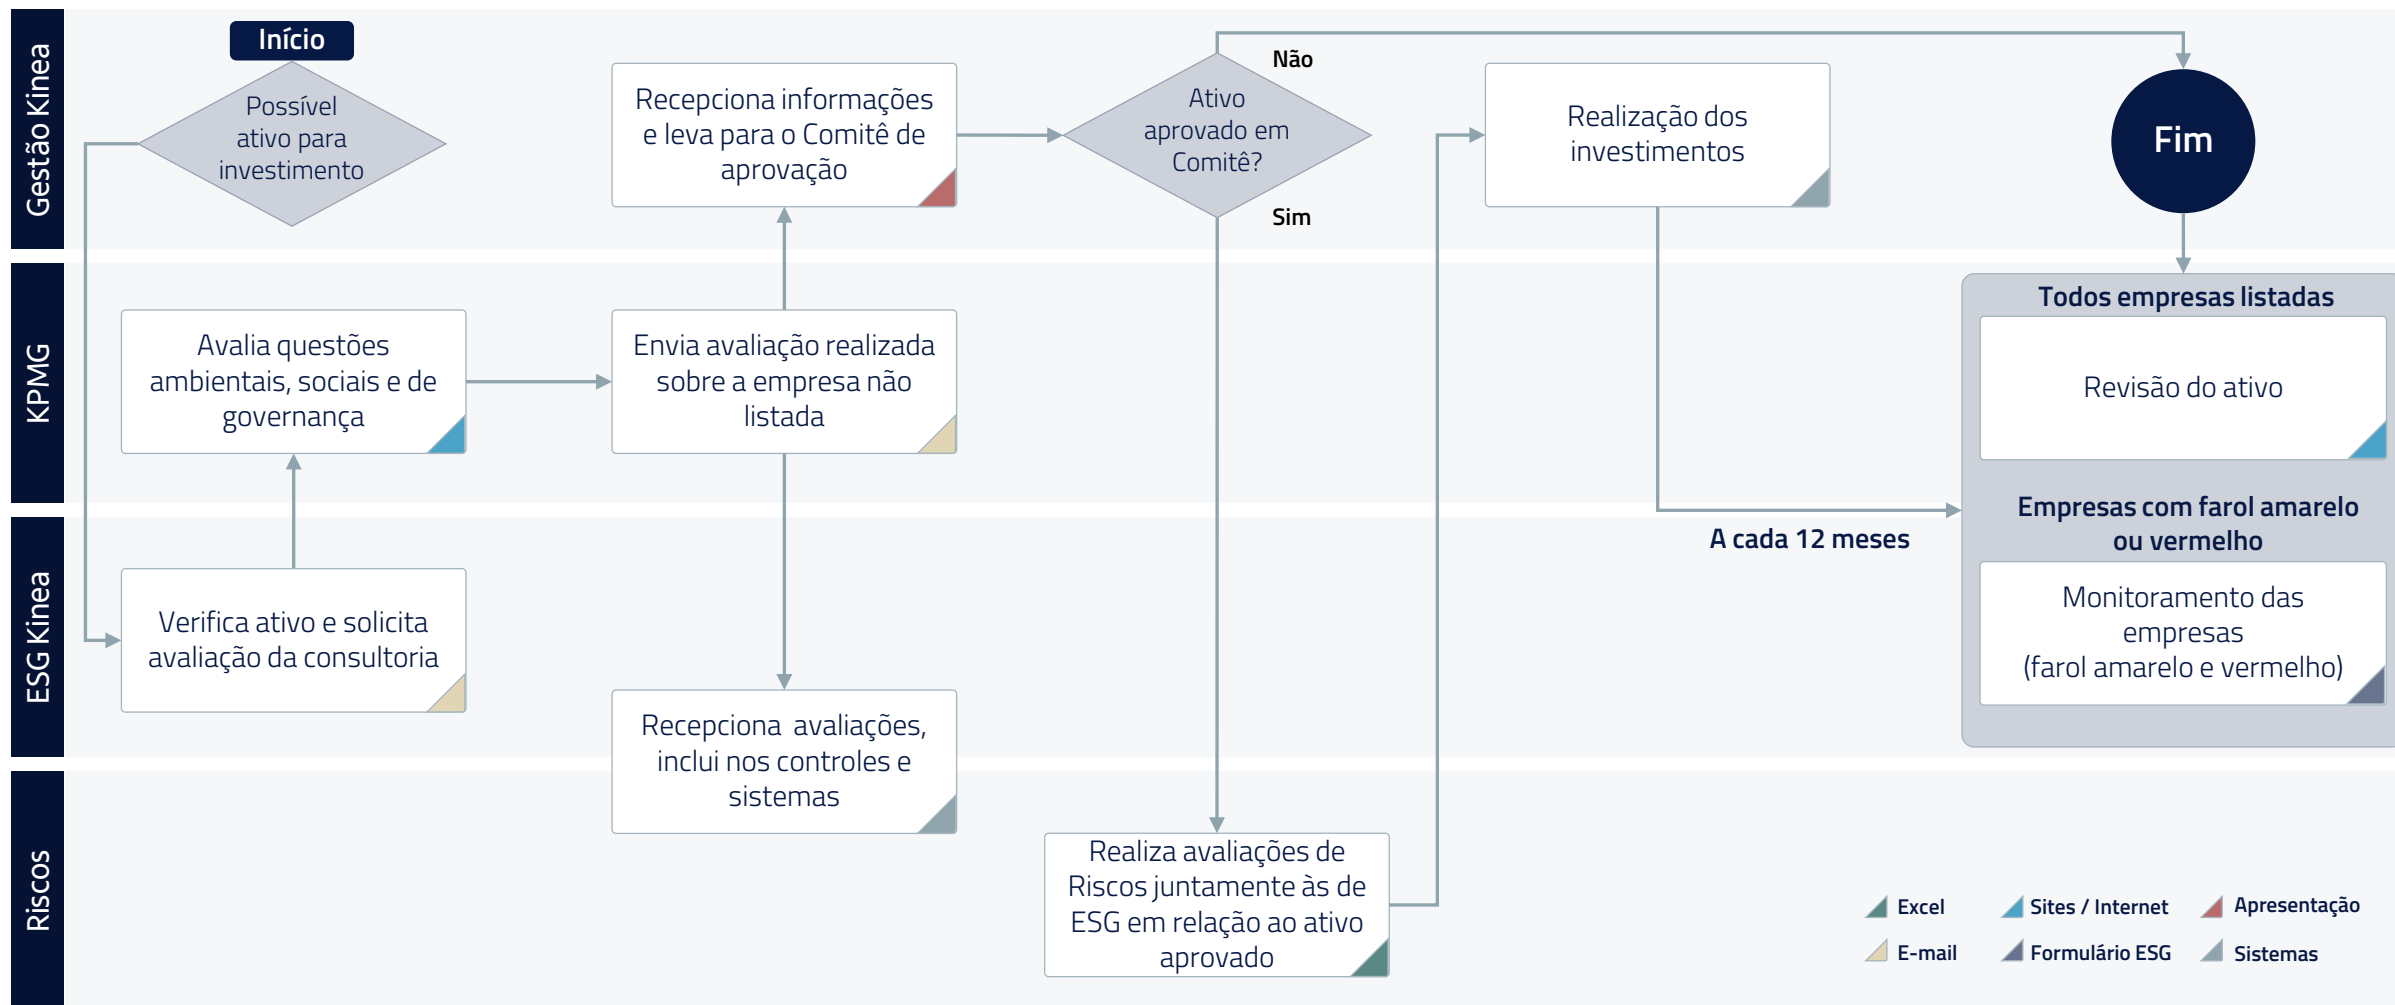 Gestão Kinea
Início
Possível
ativo para
investimento
Recepciona informações
e leva para o Comitê de
aprovação
Não
Ativo
aprovado em
Comitê?
Sim
Realização dos
investimentos
Fim
KPMG
Avalia questões
ambientais, sociais e de
governança
Envia avaliação realizada
sobre a empresa não
listada
Todos empresas listadas
Revisão do ativo
Empresas com farol amarelo
ou vermelho
Monitoramento das
empresas
(farol amarelo e vermelho)
A cada 12 meses
ESG Kinea
Verifica ativo e solicita
avaliação da consultoria
Recepciona  avaliações,
inclui nos controles e
sistemas
Riscos
Realiza avaliações de
Riscos juntamente às de
ESG em relação ao ativo
aprovado
Excel
Sites / Internet
Apresentação
E-mail
Formulário ESG
Sistemas